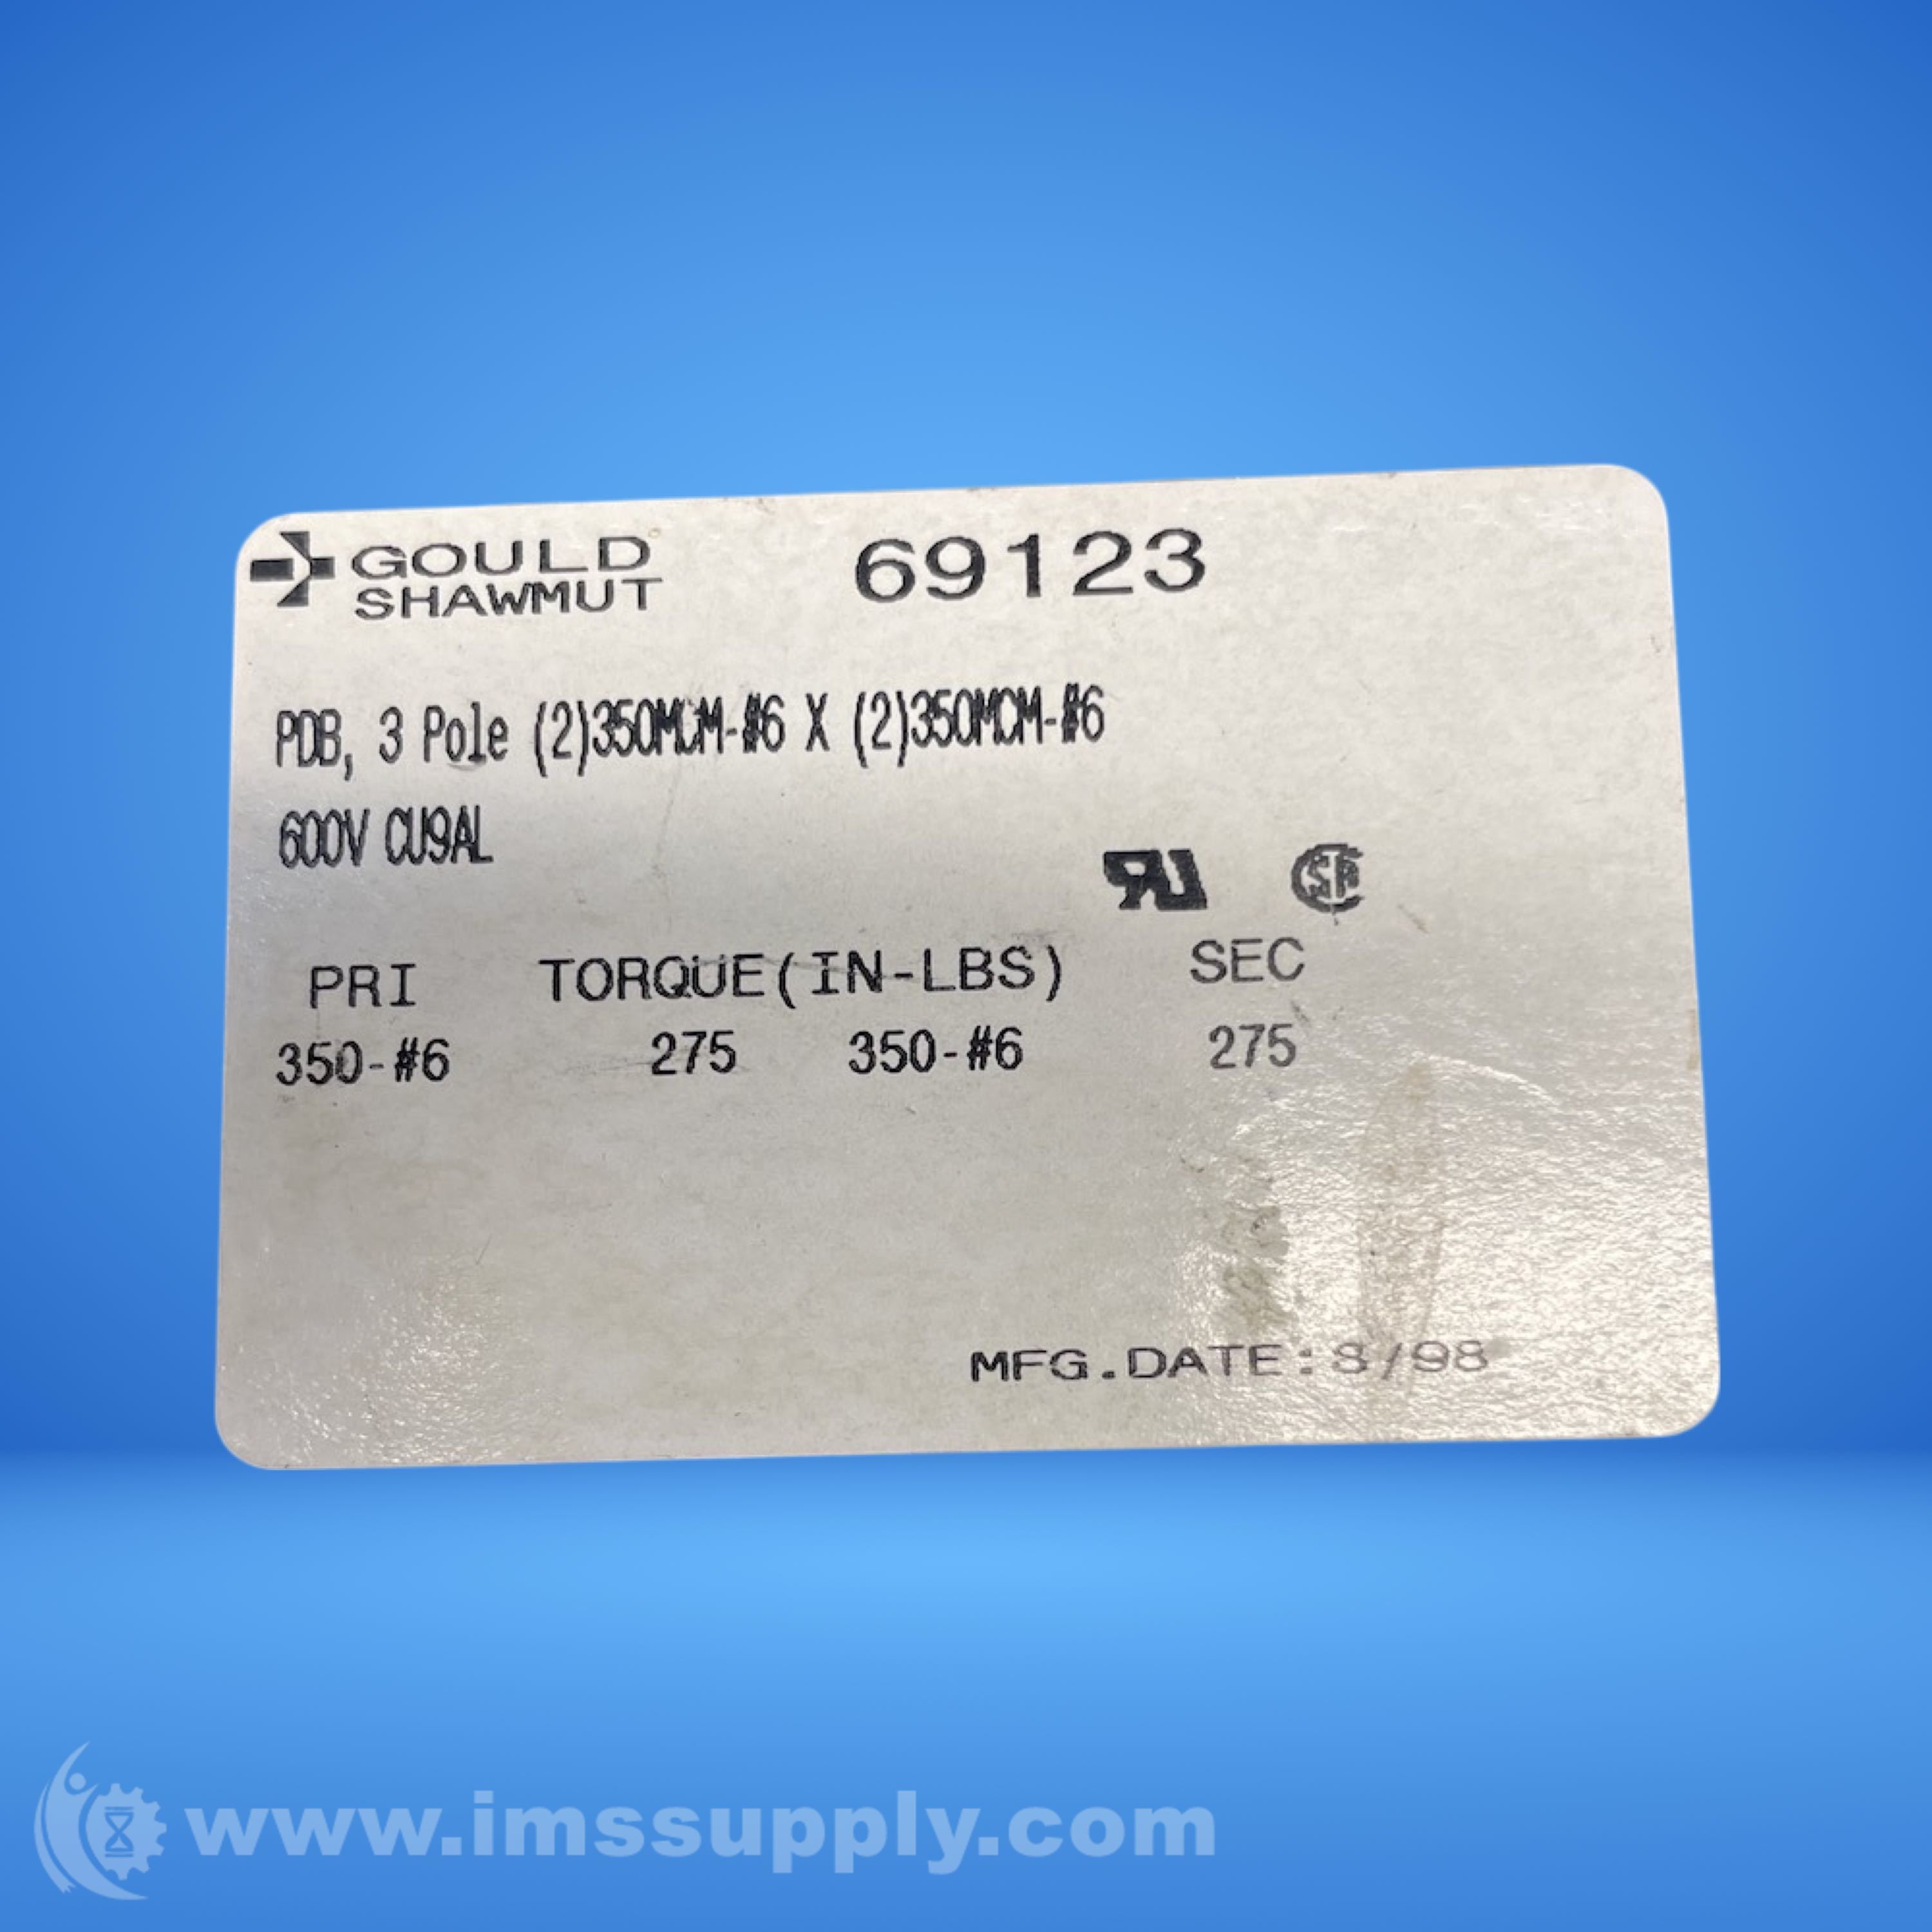 GOULD
SHAWMUT
69123
PDB, 3 Pole (2)350MCM-#6 X (2)350MCM-#6
600V CU9AL
PRI TORQUE(IN-LBS) SEC
350-#6 275 350-#6 275
MFG.DATE:8/98
www.imssupply.com